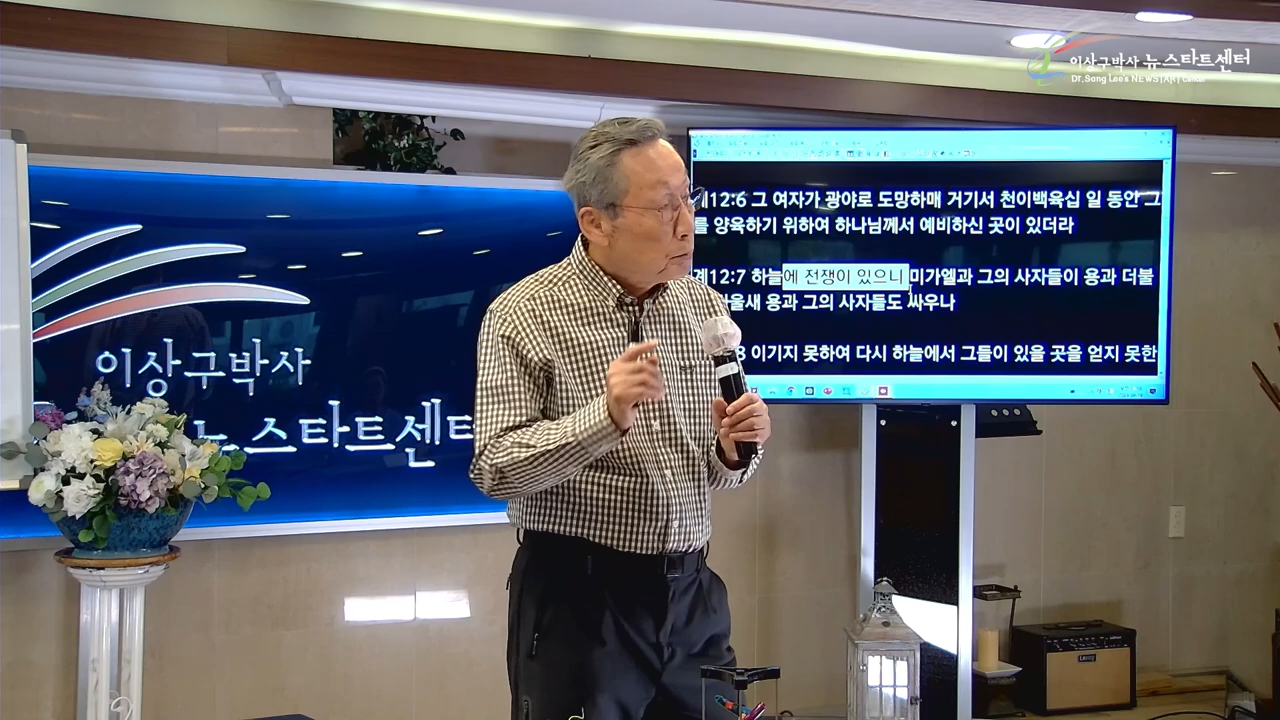 이상구박사 뉴스타트센터
Dr.Sang Lee's NEWSTART Center
12:6 그 여자가 광야로 도망하매 거기서 천이백육십 일 동안 그
를 양육하기 위하여 하나님께서 예비하신 곳이 있더라
계12:7 하늘에 전쟁이 있으니 미가엘과 그의 사자들이 용과 더불
용과 그의 사자들도 싸우나
8 이기지 못하여 다시 하늘에서 그들이 있을 곳을 얻지 못한
이상구박사
뉴스타트센터